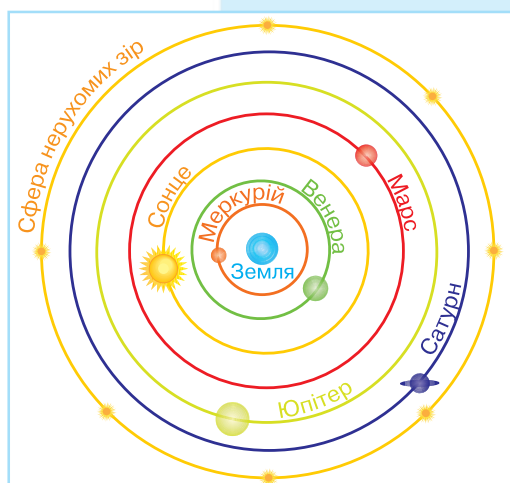 Сфера нерухомих зір
Сонце
Меркурій
Венера
Марс
Земля
Сатурн
Юпітер